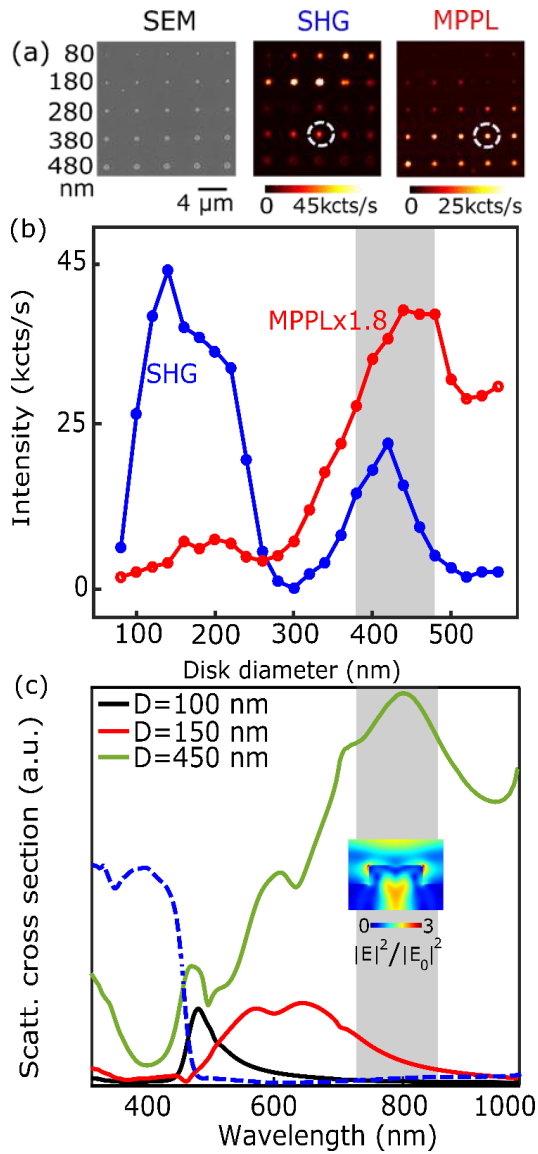 SEM SHG MPPL
(a)
80
180
280
380
480
nm
4 µm
0 45kcts/s
0 25kcts/s
(b)
Intensity (kcts/s)
45
25
0
SHG
MPPLx1.8
100 200 300 400 500
Disk diameter (nm)
(c)
Scatt. cross section (a.u.)
D=100 nm
D=150 nm
D=450 nm
0 3
|E|²/|E₀|²
400 600 800 1000
Wavelength (nm)